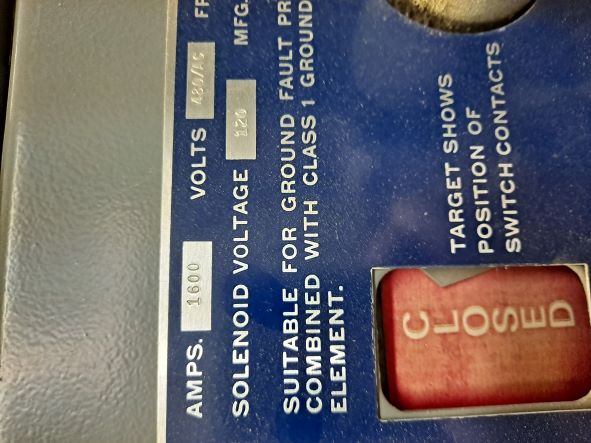 AMPS. 1600 VOLTS 480/AC FR
SOLENOID VOLTAGE 120 MFG.
SUITABLE FOR GROUND FAULT PR
COMBINED WITH CLASS 1 GROUND
ELEMENT.
TARGET SHOWS
POSITION OF
SWITCH CONTACTS
CLOSED